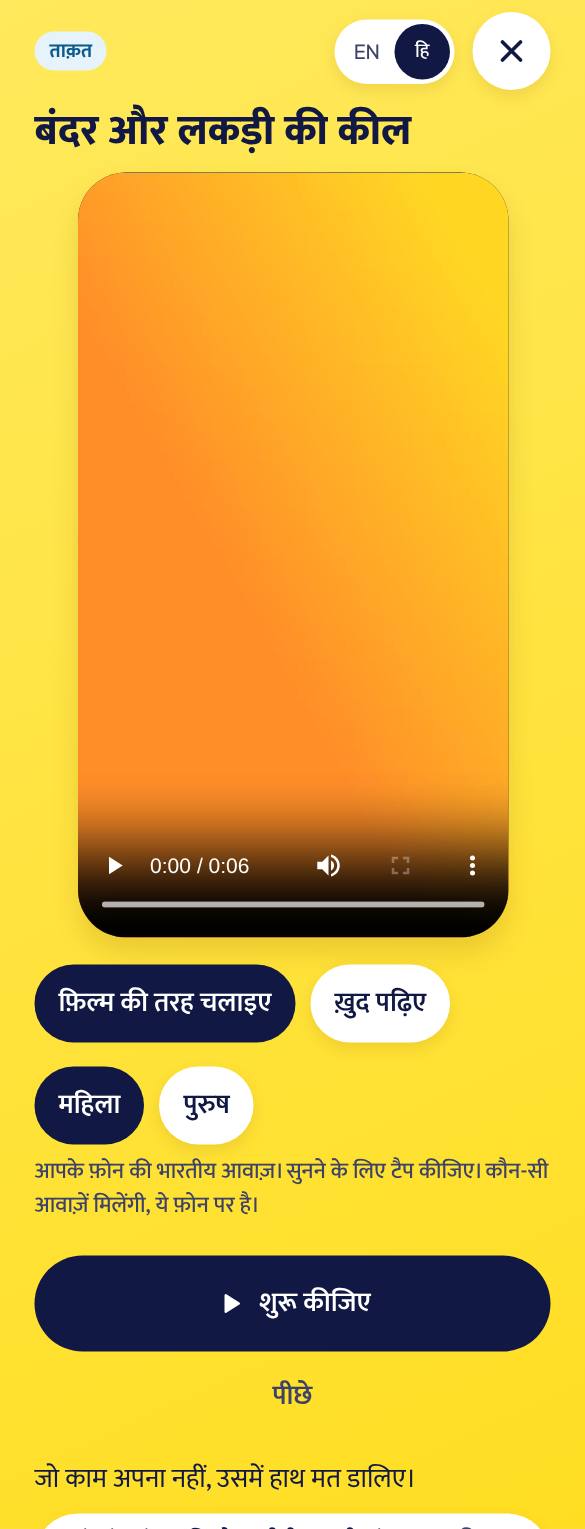 ताक़त
EN हि
बंदर और लकड़ी की कील
0:00 / 0:06
फ़िल्म की तरह चलाइए ख़ुद पढ़िए
महिला पुरुष
आपके फ़ोन की भारतीय आवाज़। सुनने के लिए टैप कीजिए। कौन-सी
आवाज़ें मिलेंगी, ये फ़ोन पर है।
शुरू कीजिए
पीछे
जो काम अपना नहीं, उसमें हाथ मत डालिए।